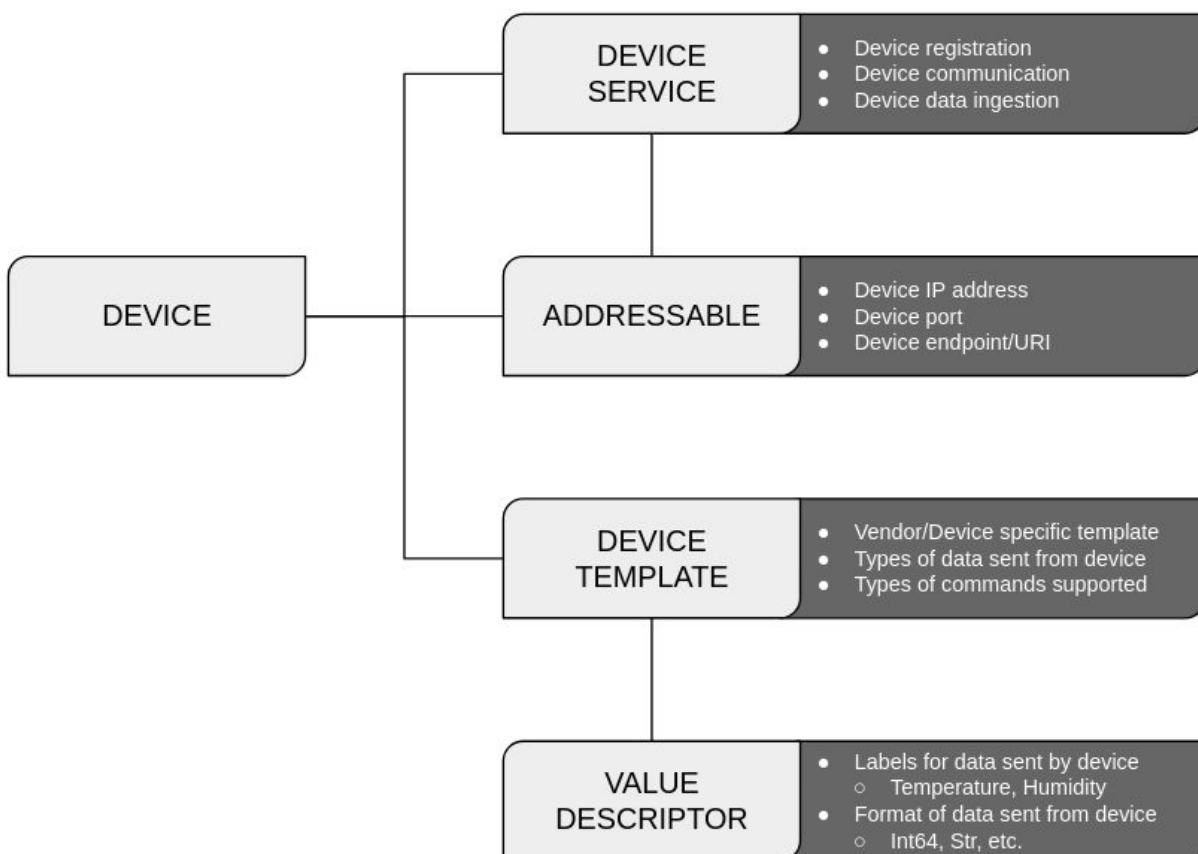 DEVICE
SERVICE
● Device registration
● Device communication
● Device data ingestion
DEVICE
ADDRESSABLE
● Device IP address
● Device port
● Device endpoint/URI
DEVICE
TEMPLATE
● Vendor/Device specific template
● Types of data sent from device
● Types of commands supported
VALUE
DESCRIPTOR
● Labels for data sent by device
○ Temperature, Humidity
● Format of data sent from device
○ Int64, Str, etc.